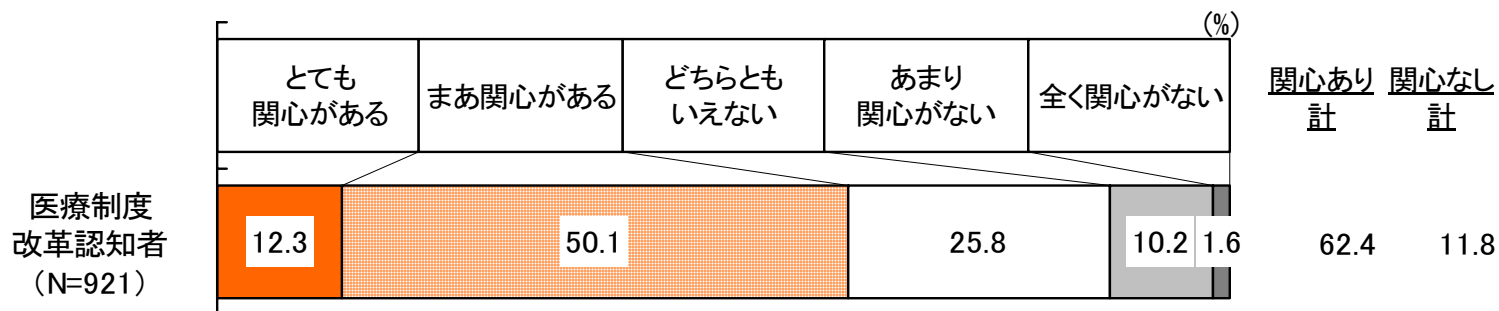 (%)
とても
関心がある
まあ関心がある
どちらとも
いえない
あまり
関心がない
全く関心がない
関心あり
計
関心なし
計
医療制度
改革認知者
(N=921)
12.3
50.1
25.8
10.2
1.6
62.4
11.8